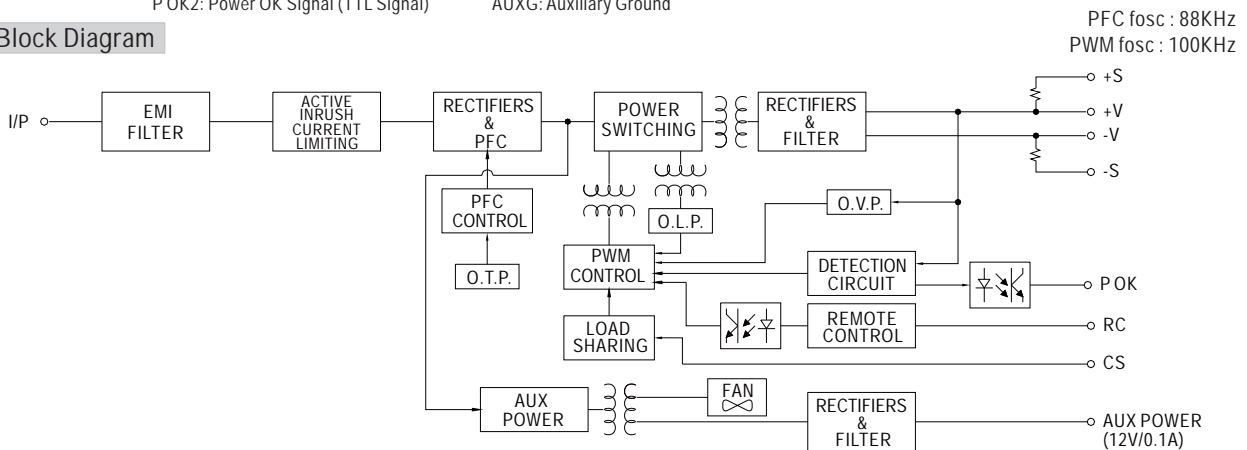 P OK2: Power OK Signal (TTL Signal) AUXG: Auxiliary Ground
Block Diagram
PFC fosc : 88KHz
PWM fosc : 100KHz
I/P
EMI
FILTER
ACTIVE
INRUSH
CURRENT
LIMITING
RECTIFIERS
&
PFC
POWER
SWITCHING
RECTIFIERS
&
FILTER
+S
+V
-V
-S
PFC
CONTROL
O.L.P.
O.V.P.
O.T.P.
PWM
CONTROL
DETECTION
CIRCUIT
P OK
LOAD
SHARING
REMOTE
CONTROL
RC
CS
AUX
POWER
FAN
RECTIFIERS
&
FILTER
AUX POWER
(12V/0.1A)